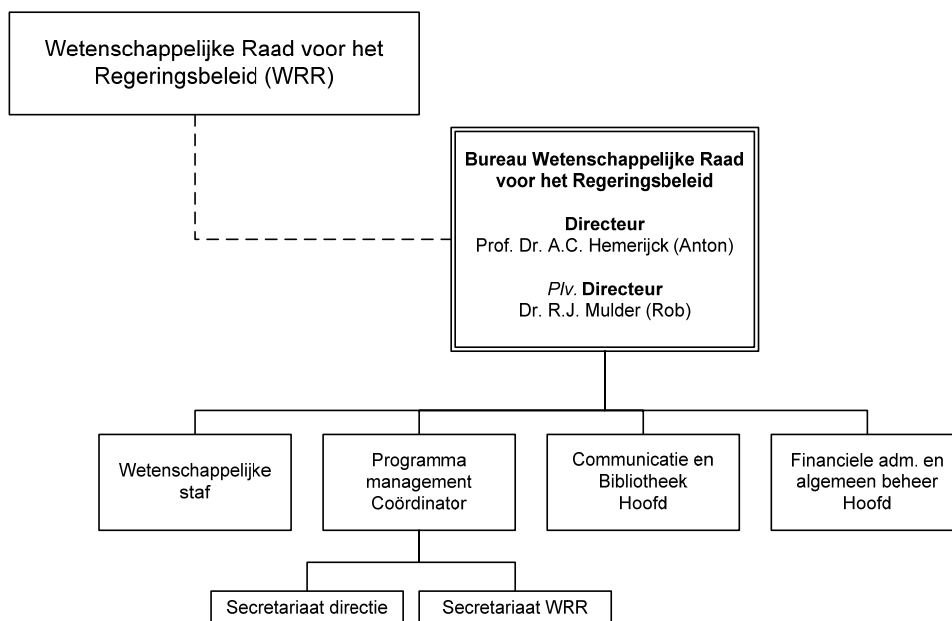 Wetenschappelijke Raad voor het
Regeringsbeleid (WRR)
Bureau Wetenschappelijke Raad
voor het Regeringsbeleid
Directeur
Prof. Dr. A.C. Hemerijck (Anton)
Plv. Directeur
Dr. R.J. Mulder (Rob)
Wetenschappelijke
staf
Programma
management
Coördinator
Communicatie en
Bibliotheek
Hoofd
Financiele adm. en
algemeen beheer
Hoofd
Secretariaat directie
Secretariaat WRR